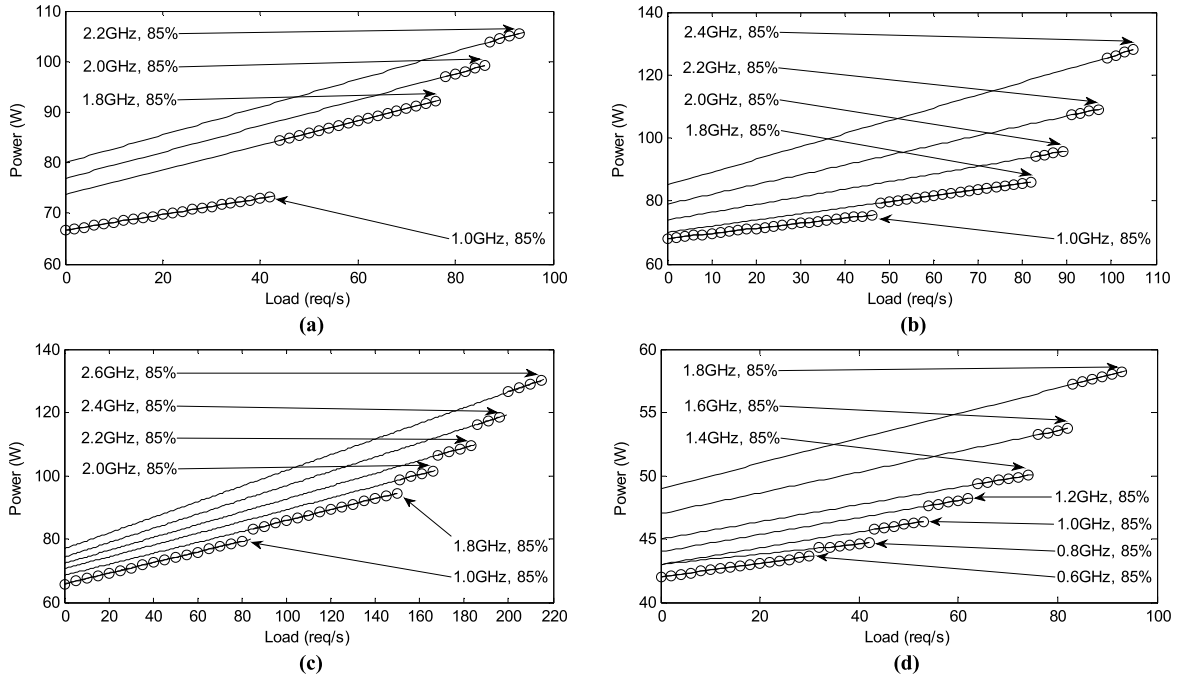 110
100
90
80
70
60
Power (W)
2.2GHz, 85%
2.0GHz, 85%
1.8GHz, 85%
1.0GHz, 85%
0 20 40 60 80 100
Load (req/s)
(a)
140
120
100
80
60
Power (W)
2.4GHz, 85%
2.2GHz, 85%
2.0GHz, 85%
1.8GHz, 85%
1.0GHz, 85%
0 10 20 30 40 50 60 70 80 90 100 110
Load (req/s)
(b)
140
120
100
80
60
Power (W)
2.6GHz, 85%
2.4GHz, 85%
2.2GHz, 85%
2.0GHz, 85%
1.8GHz, 85%
1.0GHz, 85%
0 20 40 60 80 100 120 140 160 180 200 220
Load (req/s)
(c)
60
55
50
45
40
Power (W)
1.8GHz, 85%
1.6GHz, 85%
1.4GHz, 85%
1.2GHz, 85%
1.0GHz, 85%
0.8GHz, 85%
0.6GHz, 85%
0 20 40 60 80 100
Load (req/s)
(d)